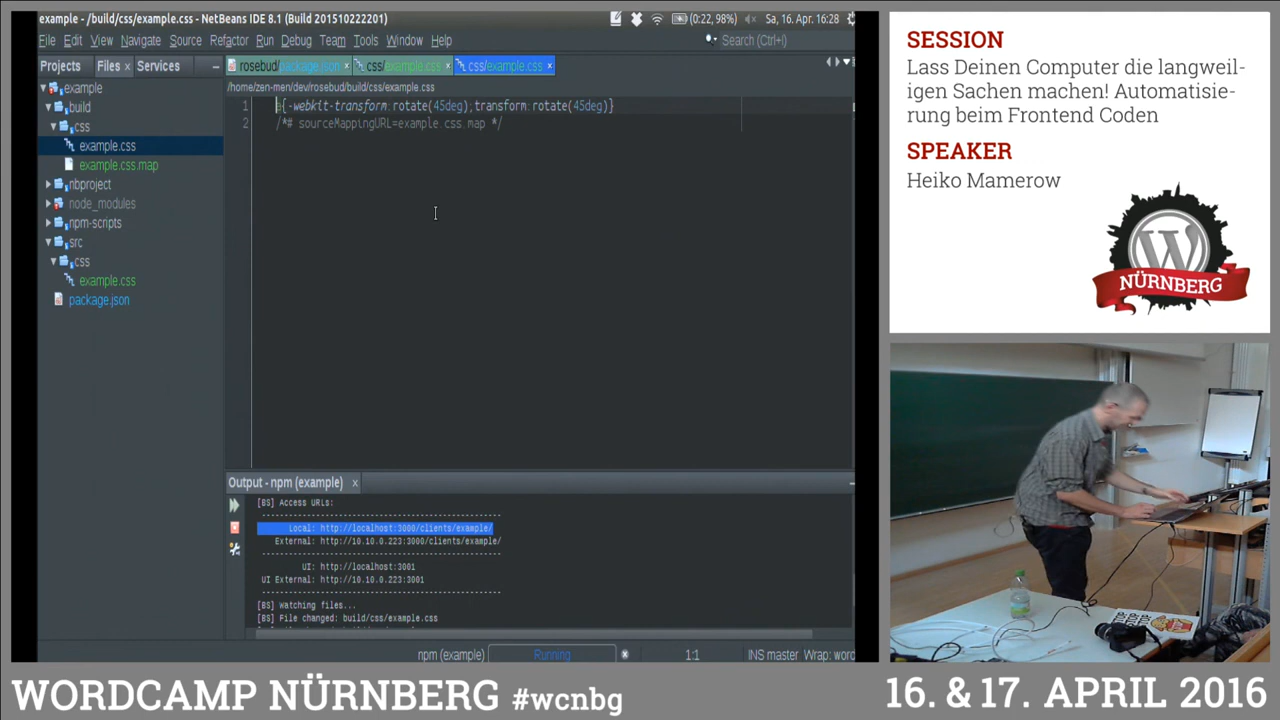 example - /build/css/example.css - NetBeans IDE 8.1 (Build 201510222201)
(0:22, 98%)
Sa, 16. Apr. 16:28
File Edit View Navigate Source Refactor Run Debug Team Tools Window Help
Search (Ctrl+I)
Projects Files × Services
rosebud/package.json × css/example.css × css/example.css ×
/home/zen-men/dev/rosebud/build/css/example.css
example
build
css
example.css
example.css.map
nbproject
node_modules
npm-scripts
src
css
example.css
package.json
1 {-webkit-transform:rotate(45deg);transform:rotate(45deg)}
2 /*# sourceMappingURL=example.css.map */
Output - npm (example) ×
[BS] Access URLs:
Local: http://localhost:3000/clients/example/
External: http://10.10.0.223:3000/clients/example/
UI: http://localhost:3001
UI External: http://10.10.0.223:3001
[BS] Watching files...
[BS] File changed: build/css/example.css
npm (example) Running 1:1 INS master Wrap: word
SESSION
Lass Deinen Computer die langweil-
igen Sachen machen! Automatisie-
rung beim Frontend Coden
SPEAKER
Heiko Mamerow
W
NÜRNBERG
WORDCAMP NÜRNBERG #wcnbg
16. & 17. APRIL 2016